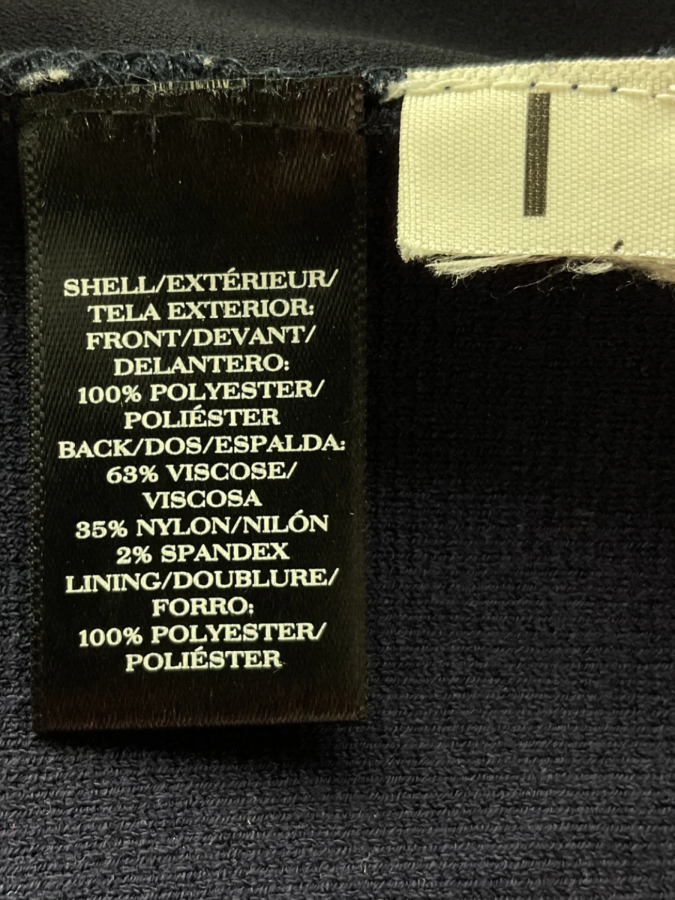 SHELL/EXTÉRIEUR/
TELA EXTERIOR:
FRONT/DEVANT/
DELANTERO:
100% POLYESTER/
POLIÉSTER
BACK/DOS/ESPALDA:
63% VISCOSE/
VISCOSA
35% NYLON/NILÓN
2% SPANDEX
LINING/DOUBLURE/
FORRO:
100% POLYESTER/
POLIÉSTER